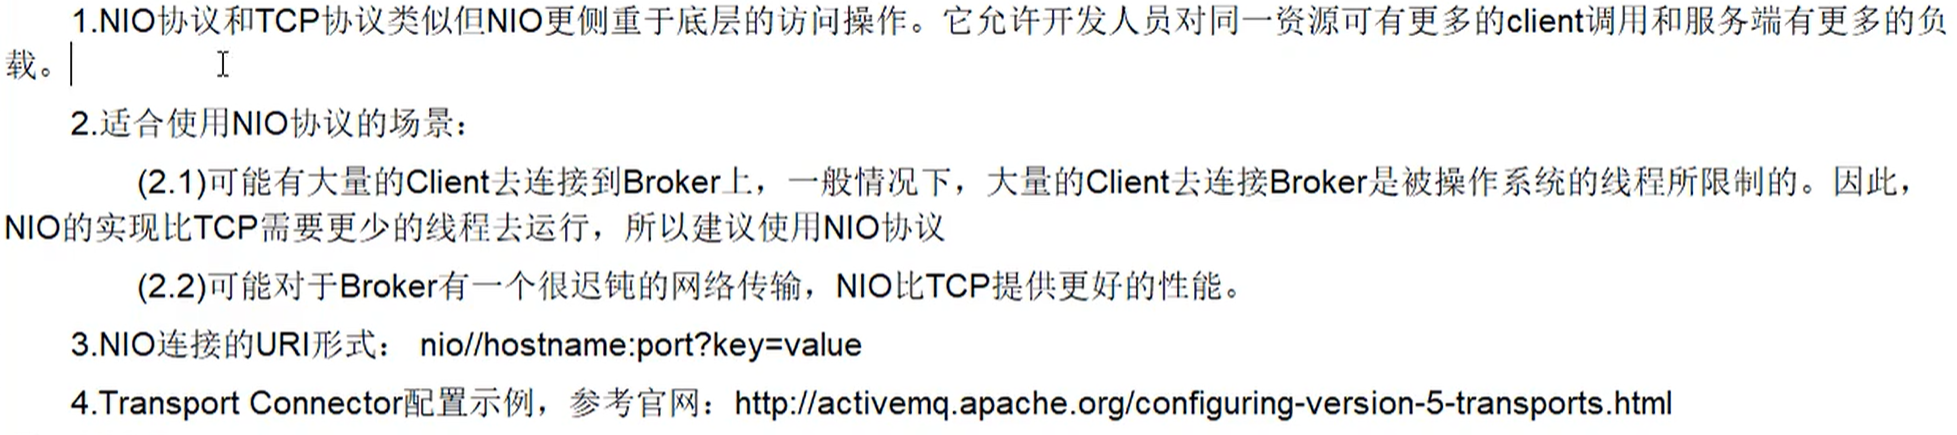 1.NIO协议和TCP协议类似但NIO更侧重于底层的访问操作。它允许开发人员对同一资源可有更多的client调用和服务端有更多的负
载。
2.适合使用NIO协议的场景：
(2.1)可能有大量的Client去连接到Broker上，一般情况下，大量的Client去连接Broker是被操作系统的线程所限制的。因此，
NIO的实现比TCP需要更少的线程去运行，所以建议使用NIO协议
(2.2)可能对于Broker有一个很迟钝的网络传输，NIO比TCP提供更好的性能。
3.NIO连接的URI形式： nio//hostname:port?key=value
4.Transport Connector配置示例，参考官网：http://activemq.apache.org/configuring-version-5-transports.html